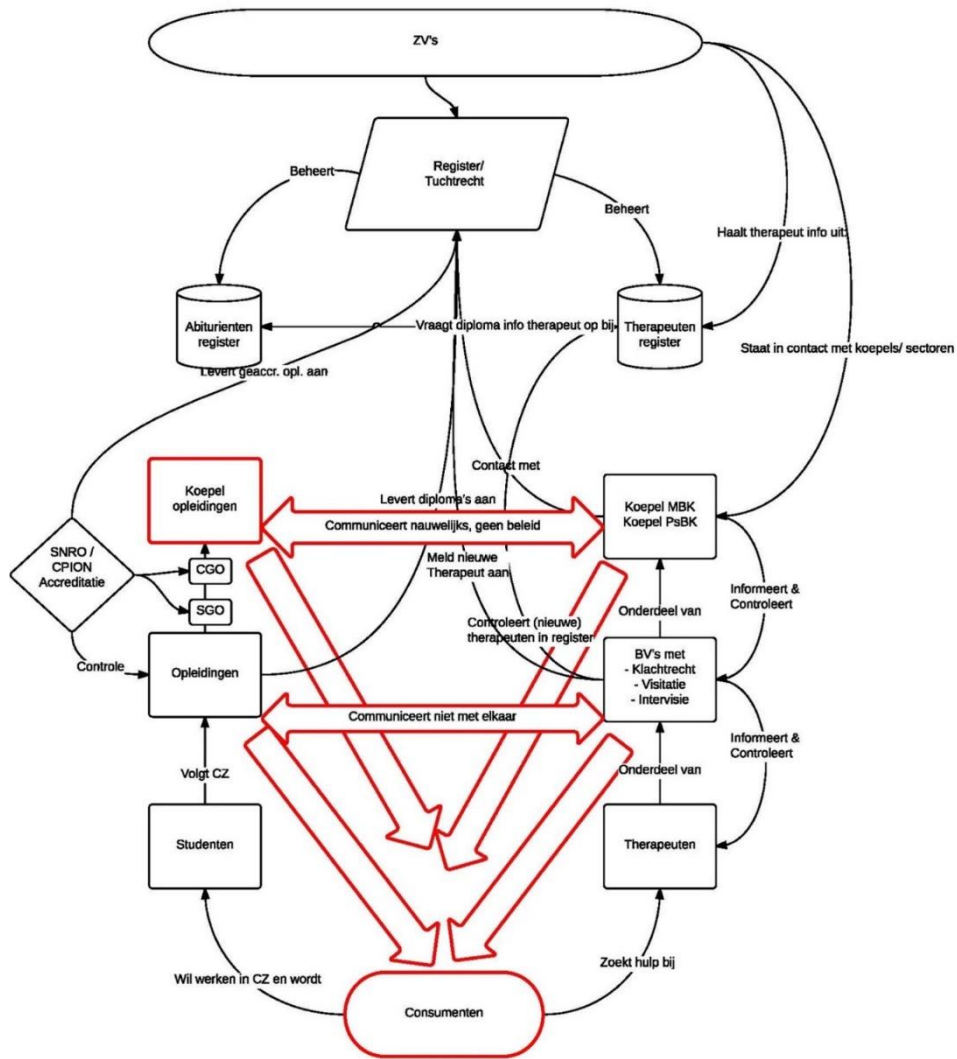 ZV's
Register/
Tuchtrecht
Beheert
Beheert
Haalt therapeut info uit:
Abiturienten
register
Vraagt diploma info therapeut op bij
Therapeuten
register
Staat in contact met koepels/ sectoren
Levert geaccr. opl. aan
Contact met
Koepel
opleidingen
Levert diploma's aan
Communiceert nauwelijks, geen beleid
Koepel MBK
Koepel PsBK
SNRO /
CPION
Accreditatie
CGO
Meld nieuwe
Therapeut aan
SGO
Onderdeel van
Informeert &
Controleert
Controle
Opleidingen
Controleert (nieuwe)
therapeuten in register
BV's met
- Klachtrecht
- Visitatie
- Intervisie
Communiceert niet met elkaar
Informeert &
Controleert
Volgt CZ
Onderdeel van
Studenten
Therapeuten
Wil werken in CZ en wordt
Zoekt hulp bij
Consumenten